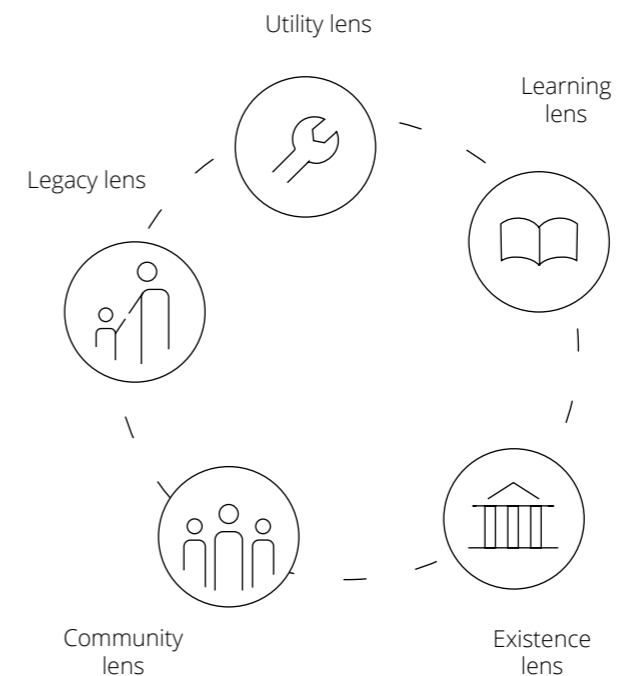 Utility lens
Learning
lens
Legacy lens
Community
lens
Existence
lens